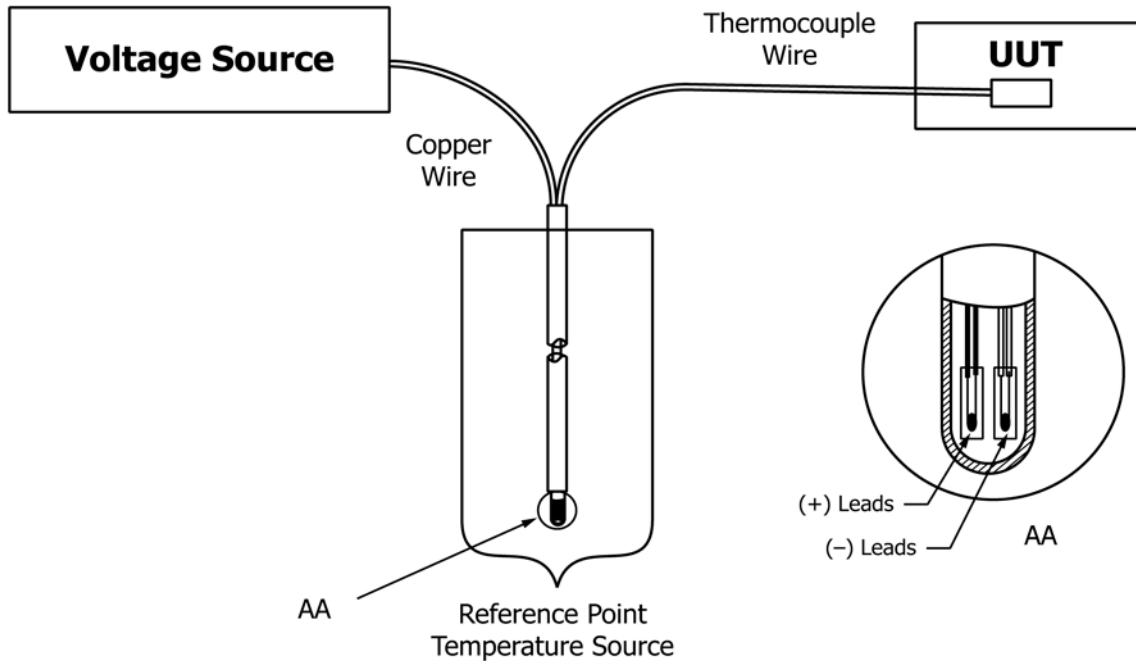 Voltage Source
Thermocouple
Wire
UUT
Copper
Wire
(+) Leads
(−) Leads
AA
AA
Reference Point
Temperature Source